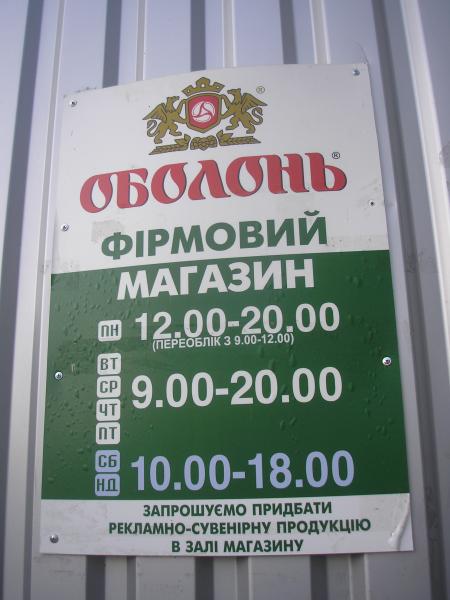 ОБОЛОНЬ®
ФІРМОВИЙ
МАГАЗИН
ПН 12.00-20.00
(ПЕРЕОБЛІК З 9.00-12.00)
ВТ
СР 9.00-20.00
ЧТ
ПТ
СБ
НД 10.00-18.00
ЗАПРОШУЄМО ПРИДБАТИ
РЕКЛАМНО-СУВЕНІРНУ ПРОДУКЦІЮ
В ЗАЛІ МАГАЗИНУ